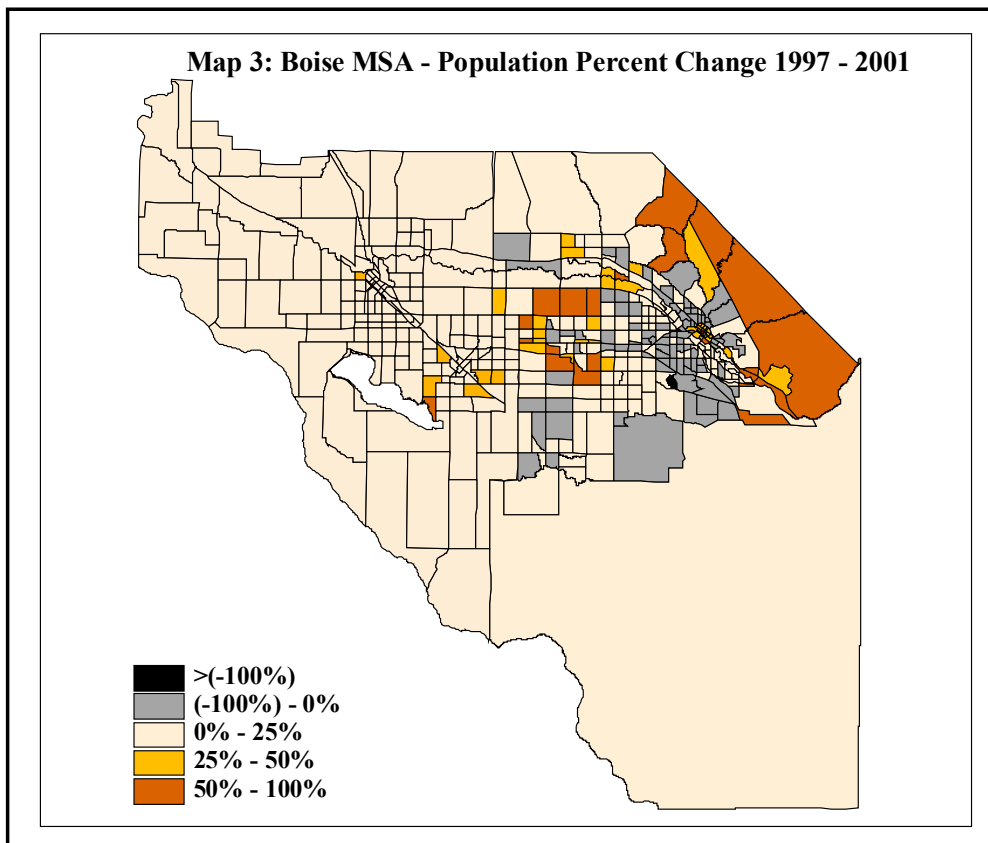 Map 3: Boise MSA - Population Percent Change 1997 - 2001
>(-100%)
(-100%) - 0%
0% - 25%
25% - 50%
50% - 100%